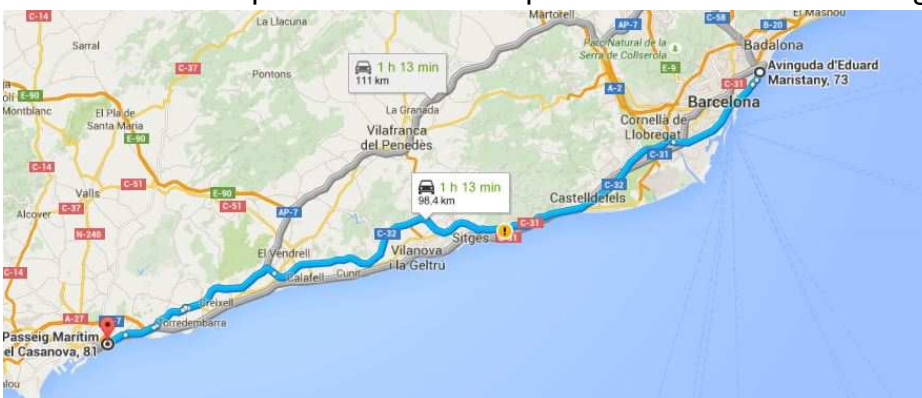 C-14
La Llacuna
Martorell
AP-7
C-58
El Masnou
B-20
Sarral
Parc Natural de la
Serra de Collserola
Badalona
C-37
Pontons
1 h 13 min
111 km
E-9
Avinguda d'Eduard
Maristany, 73
E-90
A-2
C-31
Montblanc
El Pla de
Santa Maria
La Granada
Barcelona
Cornellà de
Llobregat
E-90
Vilafranca
del Penedès
C-31
C-14
C-51
E-90
1 h 13 min
98,4 km
C-32
Valls
C-51
Castelldefels
Alcover
C-37
AP-7
C-31
N-240
C-32
Sitges
C-31
El Vendrell
Vilanova
i la Geltrú
C-14
Calafell
Cunit
Creixell
A-27
Torredembarra
Passeig Marítim
el Casanova, 81